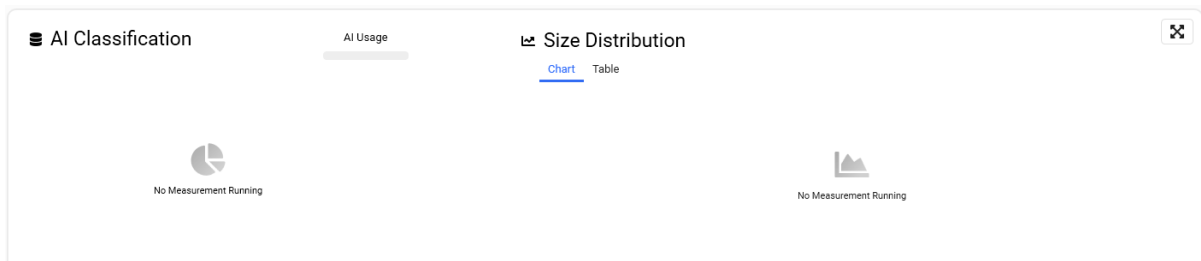 AI Classification
AI Usage
Size Distribution
Chart Table
No Measurement Running
No Measurement Running